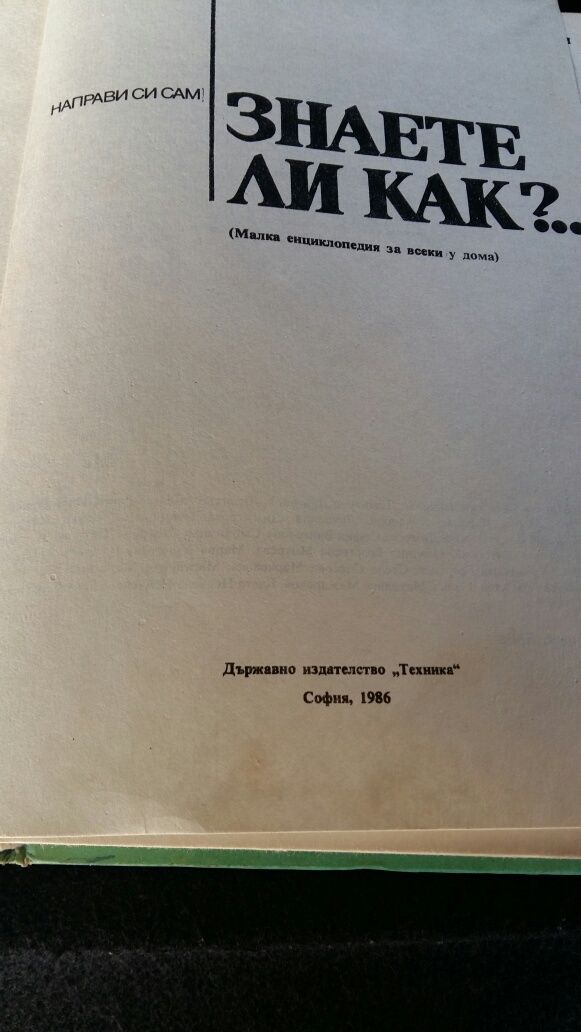 НАПРАВИ СИ САМ
ЗНАЕТЕ
ЛИ КАК?...
(Малка енциклопедия за всеки у дома)
Държавно издателство „Техника“
София, 1986